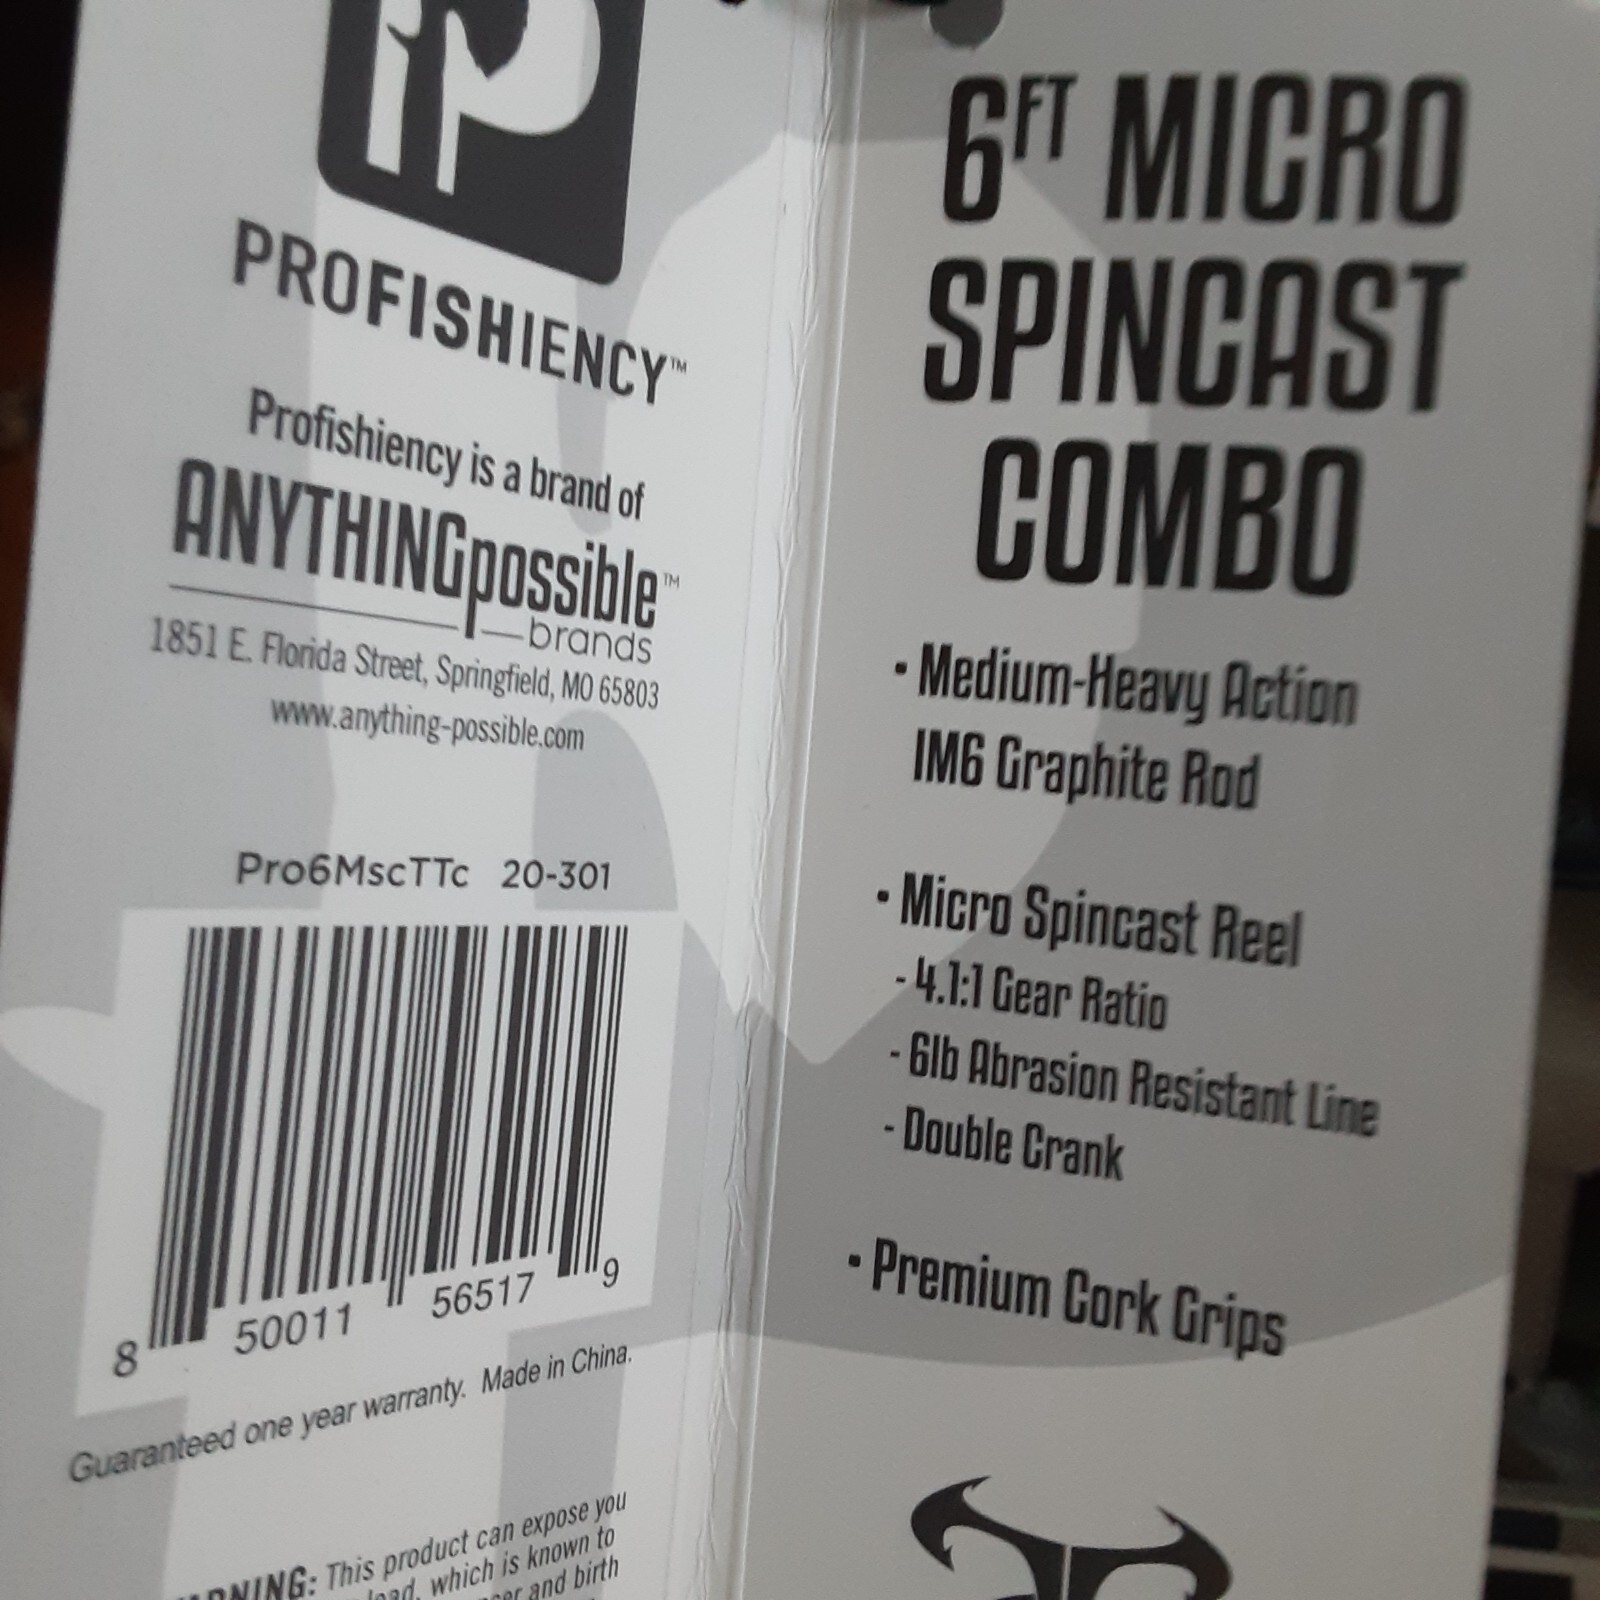 PROFISHIENCY™
Profishiency is a brand of
ANYTHINGpossible™
brands
1851 E. Florida Street, Springfield, MO 65803
www.anything-possible.com
Pro6MscTTc 20-301
8 50011 56517 9
Guaranteed one year warranty. Made in China.
This product can expose you
which is known to
and birth
6FT MICRO
SPINCAST
COMBO
• Medium-Heavy Action
IM6 Graphite Rod
• Micro Spincast Reel
- 4.1:1 Gear Ratio
- 6lb Abrasion Resistant Line
- Double Crank
• Premium Cork Grips